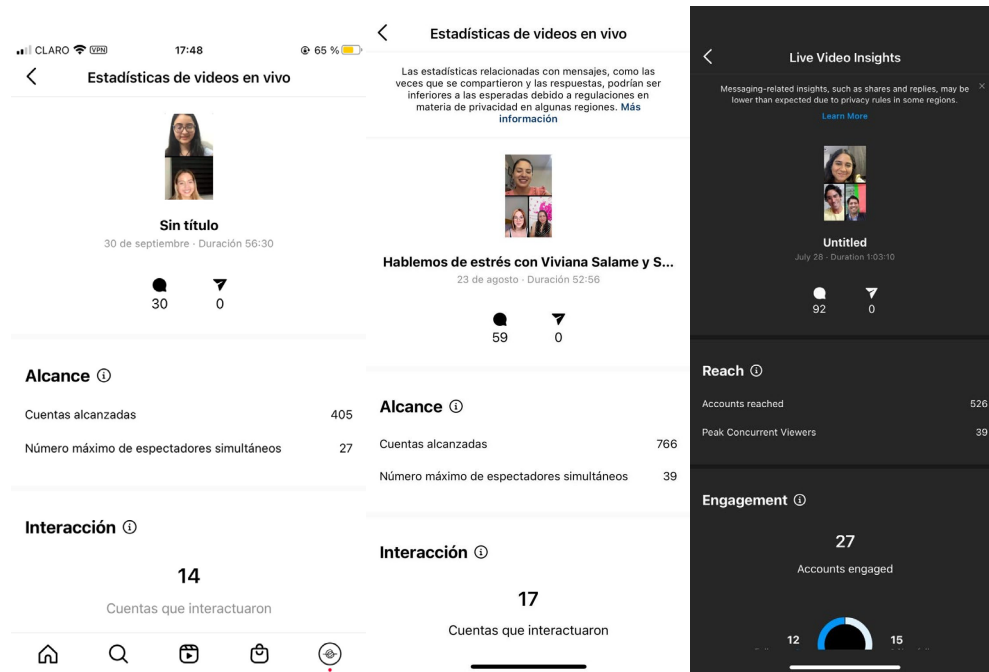 CLARO VPN 17:48 65 %
Estadísticas de videos en vivo
Sin título
30 de septiembre · Duración 56:30
30 0
Alcance
Cuentas alcanzadas 405
Número máximo de espectadores simultáneos 27
Interacción
14
Cuentas que interactuaron
Estadísticas de videos en vivo
Las estadísticas relacionadas con mensajes, como las
veces que se compartieron y las respuestas, podrían ser
inferiores a las esperadas debido a regulaciones en
materia de privacidad en algunas regiones. Más
información
Hablemos de estrés con Viviana Salame y S...
23 de agosto · Duración 52:56
59 0
Alcance
Cuentas alcanzadas 766
Número máximo de espectadores simultáneos 39
Interacción
17
Cuentas que interactuaron
Live Video Insights
Messaging-related insights, such as shares and replies, may be
lower than expected due to privacy rules in some regions.
Learn More
Untitled
July 28 · Duration 1:03:10
92 0
Reach
Accounts reached 526
Peak Concurrent Viewers 39
Engagement
27
Accounts engaged
12 15